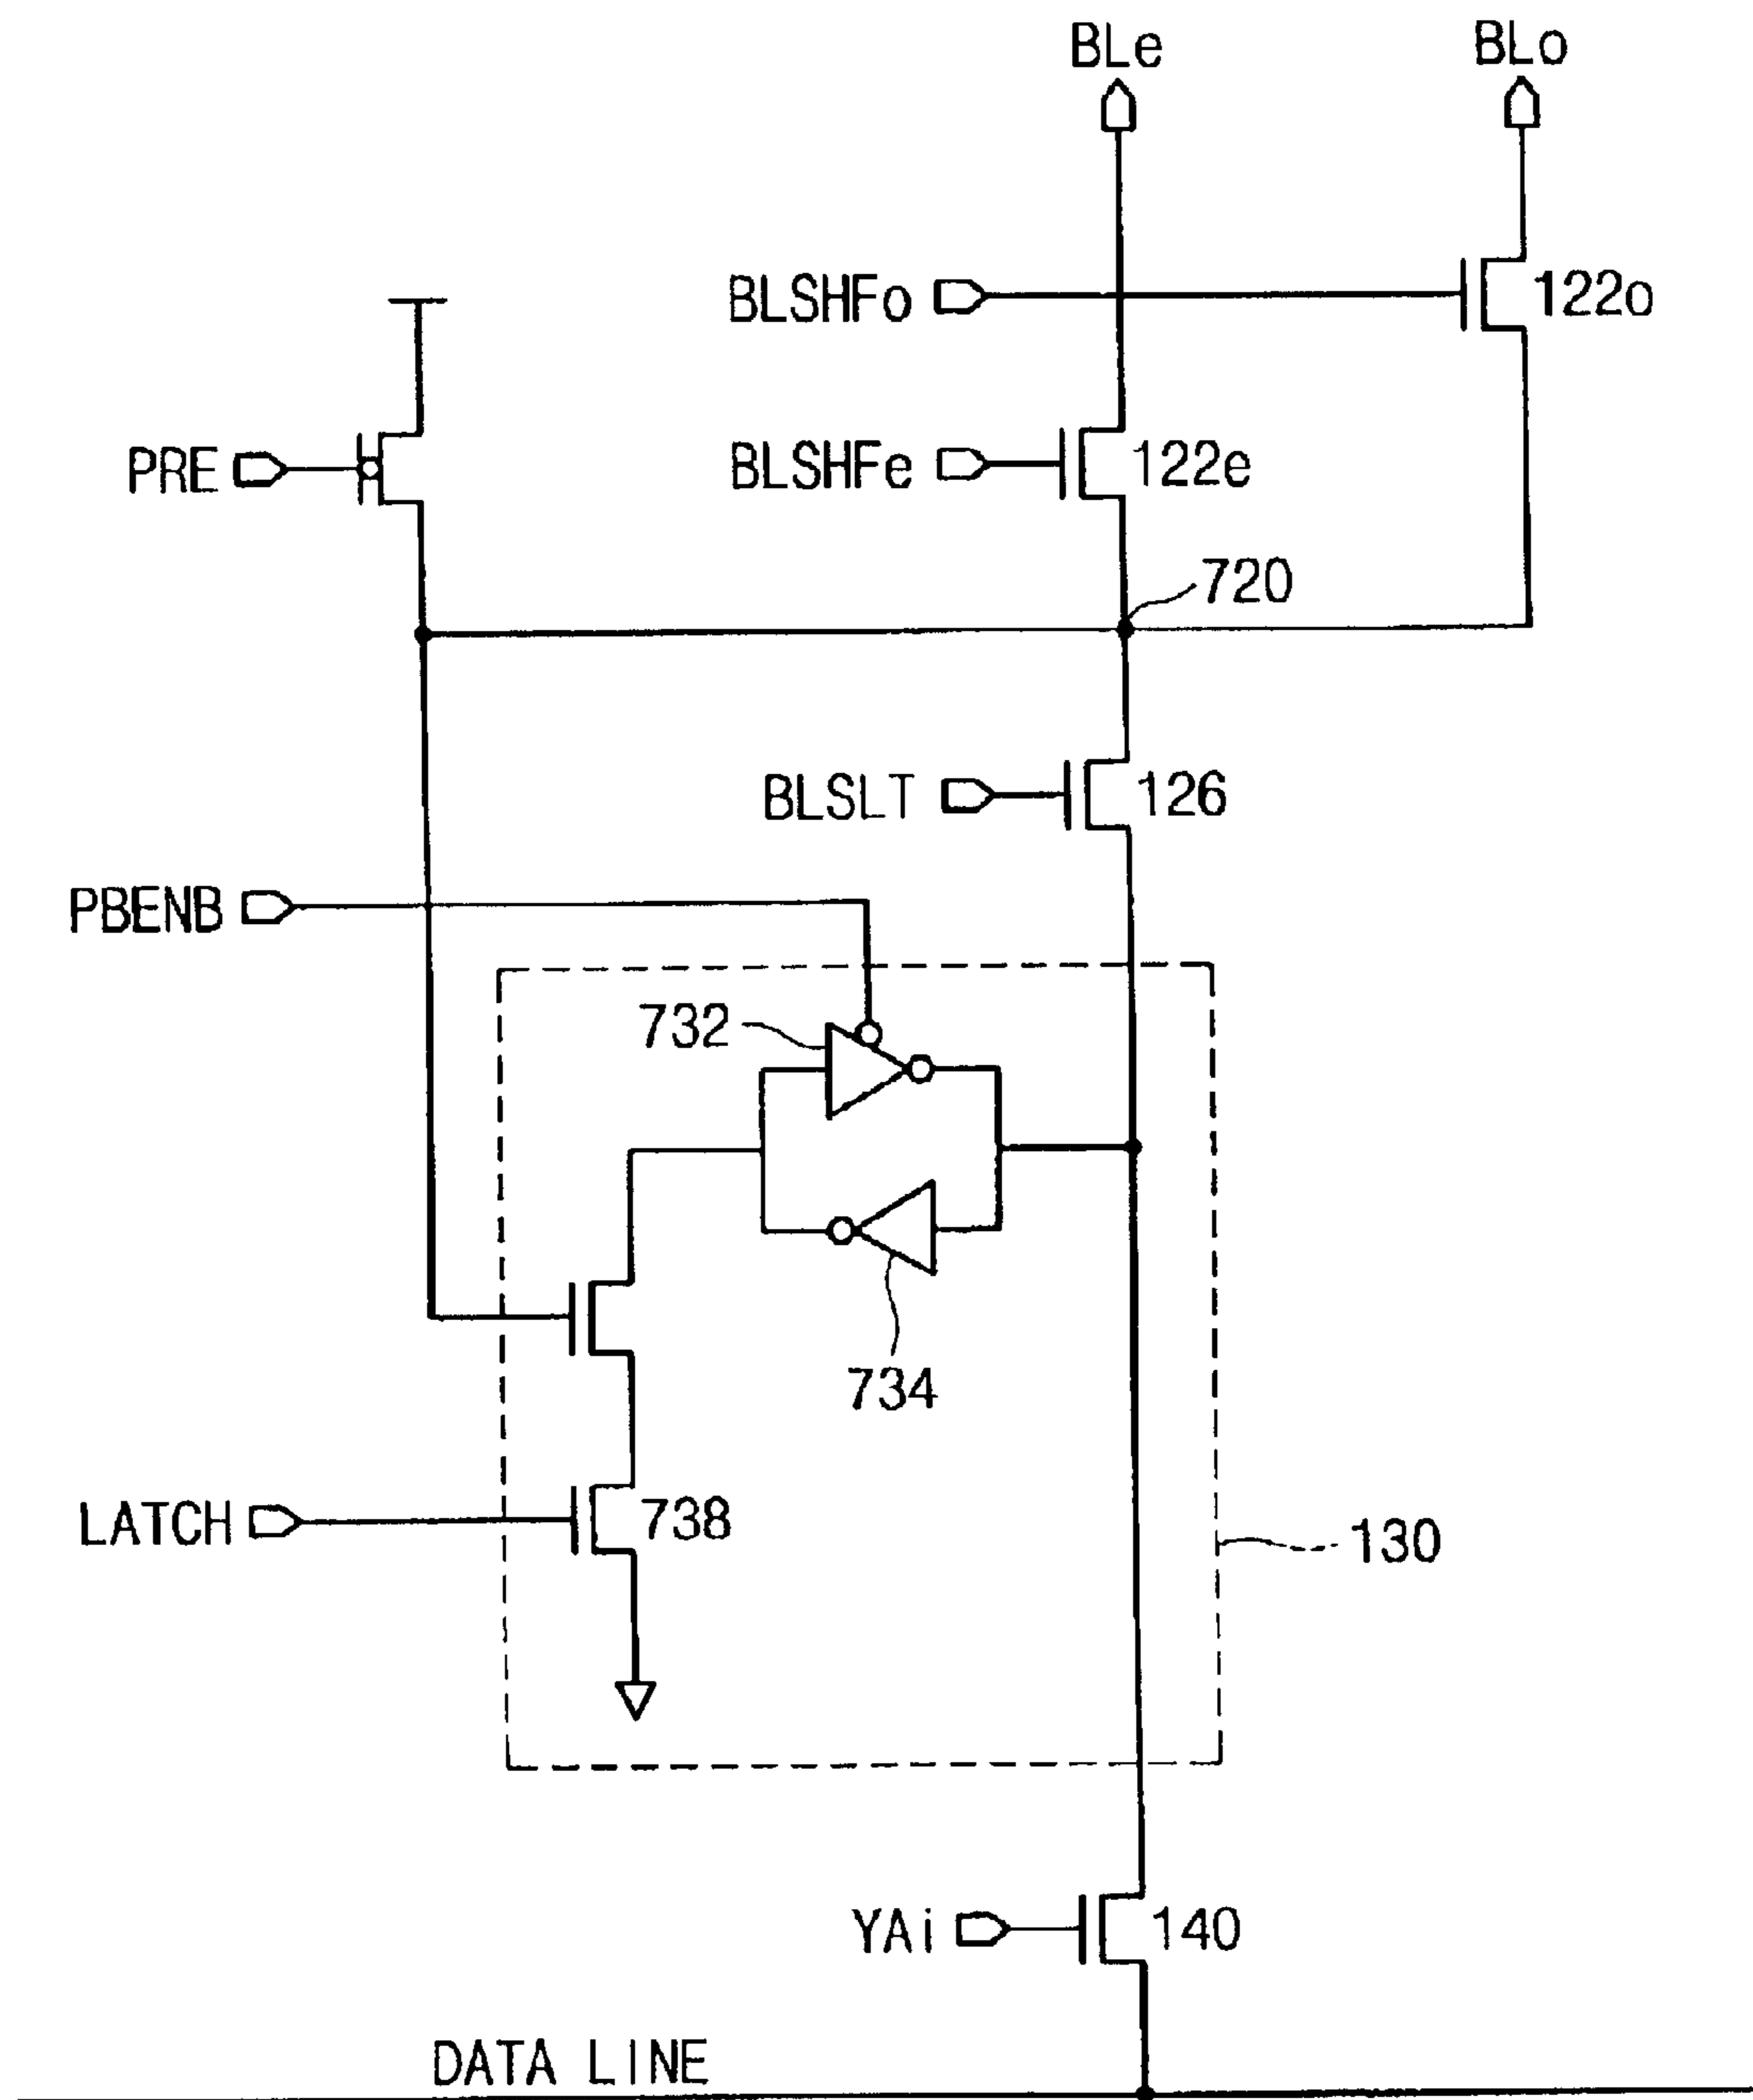 BLe
BLo
BLSHFo
122o
PRE
BLSHFe
122e
720
BLSLT
126
PBENB
732
734
LATCH
738
130
YAi
140
DATA LINE